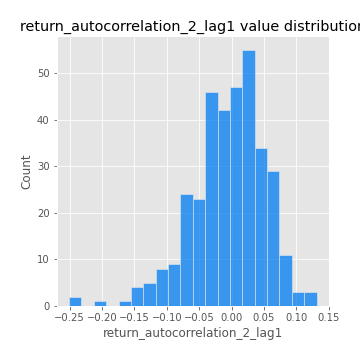 return_autocorrelation_2_lag1 value distribution
50
40
30
20
10
0
Count
−0.25 −0.20 −0.15 −0.10 −0.05 0.00 0.05 0.10 0.15
return_autocorrelation_2_lag1